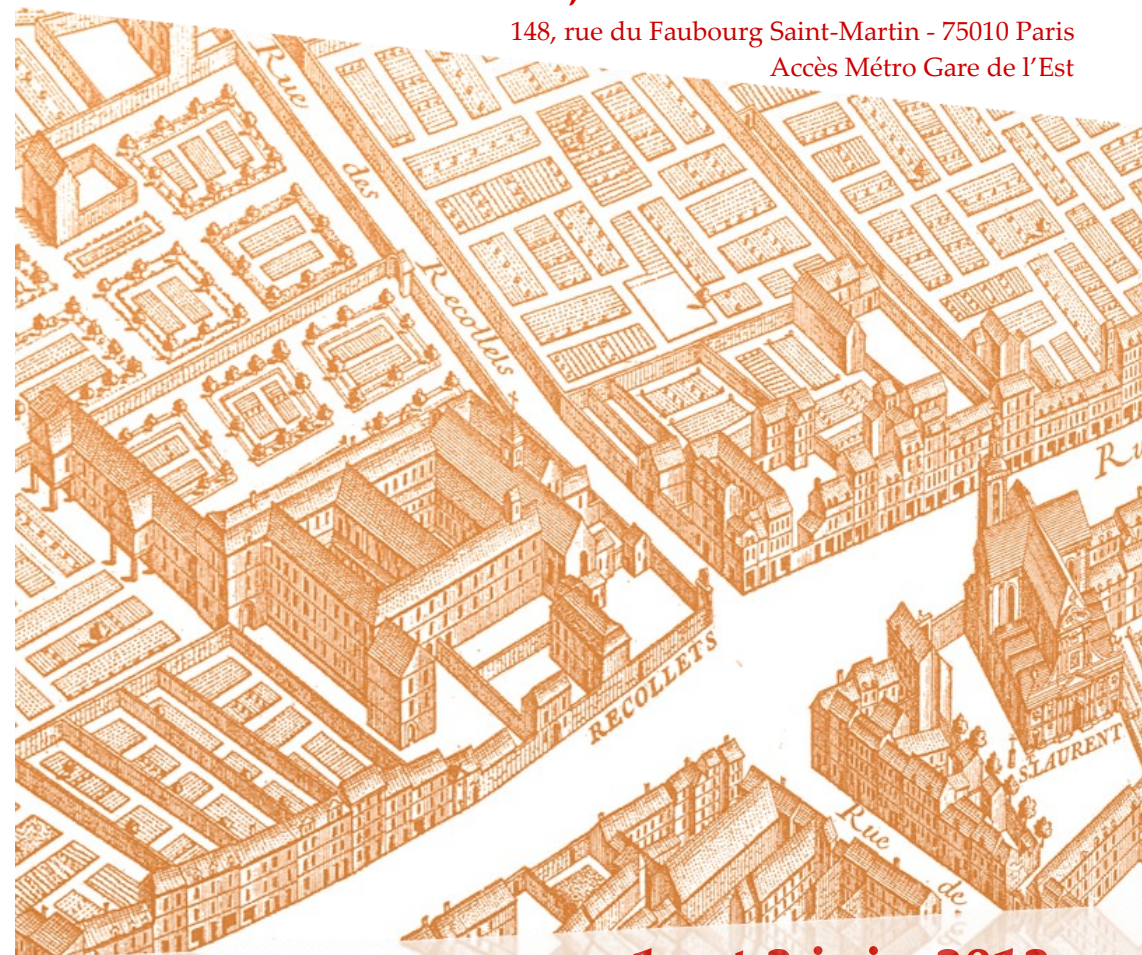 148, rue du Faubourg Saint-Martin - 75010 Paris
Accès Métro Gare de l’Est
Rue
des
Recolets
RECOLLETS
S.LAURENT
Rue
de